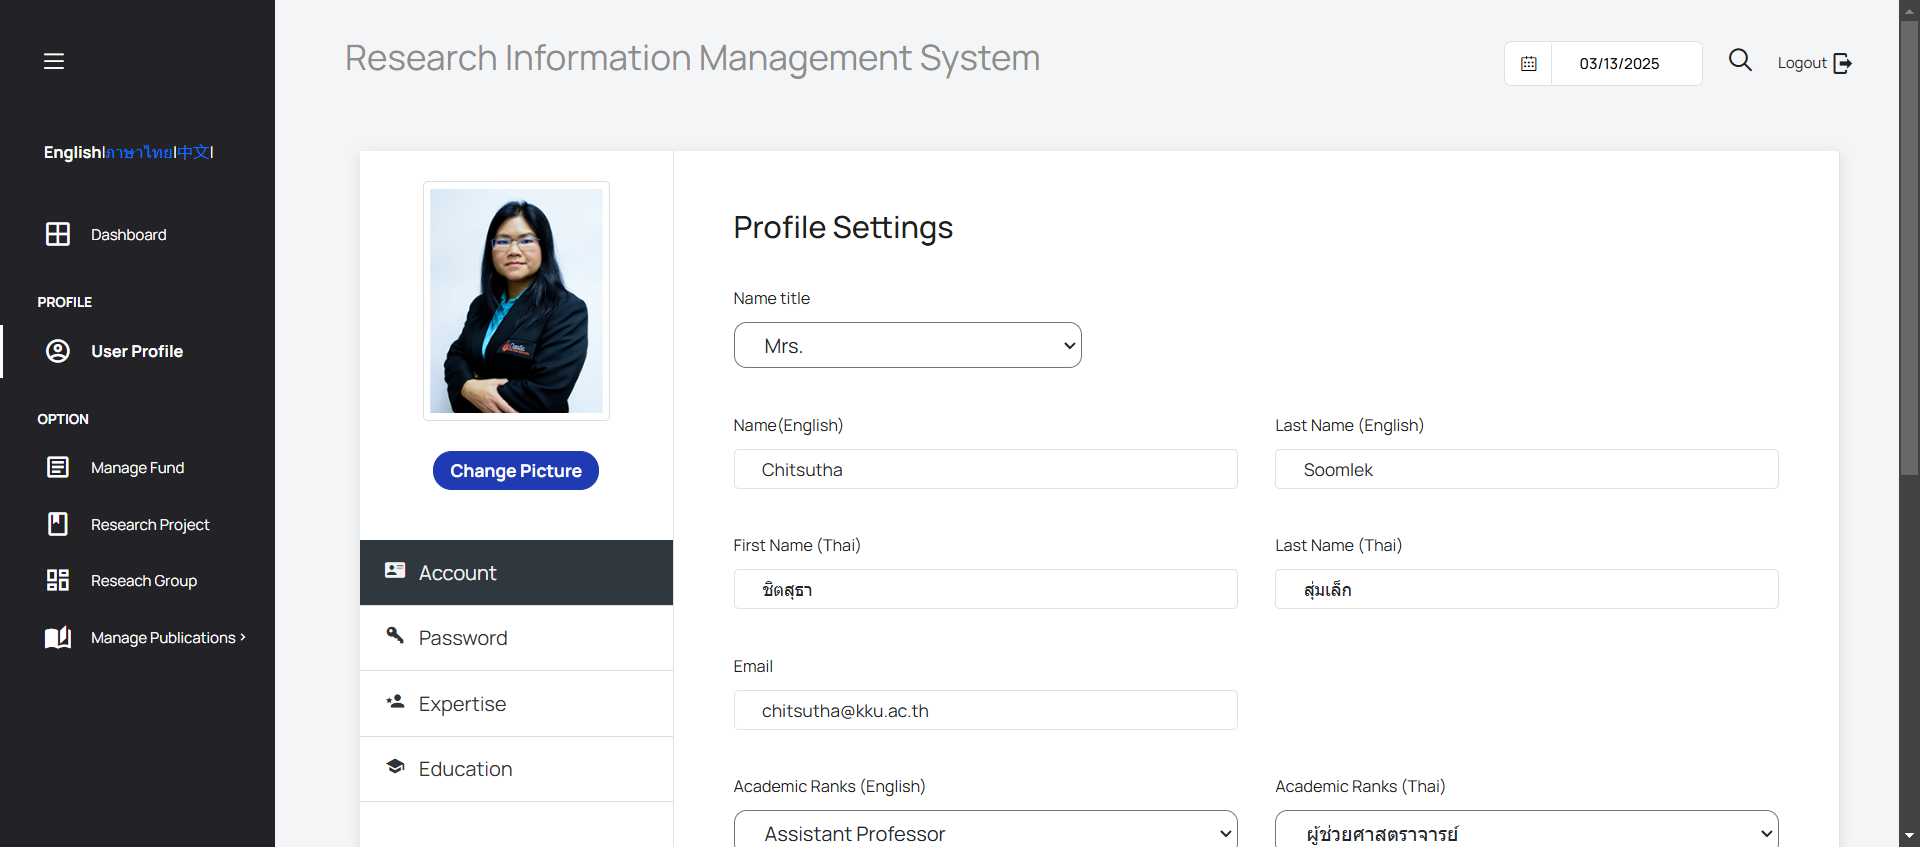 Research Information Management System
03/13/2025
Logout
English|ภาษาไทย|中文|
Dashboard
PROFILE
User Profile
OPTION
Manage Fund
Research Project
Reseach Group
Manage Publications ›
Change Picture
Account
Password
Expertise
Education
Profile Settings
Name title
Mrs.
Name(English)
Last Name (English)
Chitsutha
Soomlek
First Name (Thai)
Last Name (Thai)
ชิตสุธา
สุ่มเล็ก
Email
chitsutha@kku.ac.th
Academic Ranks (English)
Academic Ranks (Thai)
Assistant Professor
ผู้ช่วยศาสตราจารย์